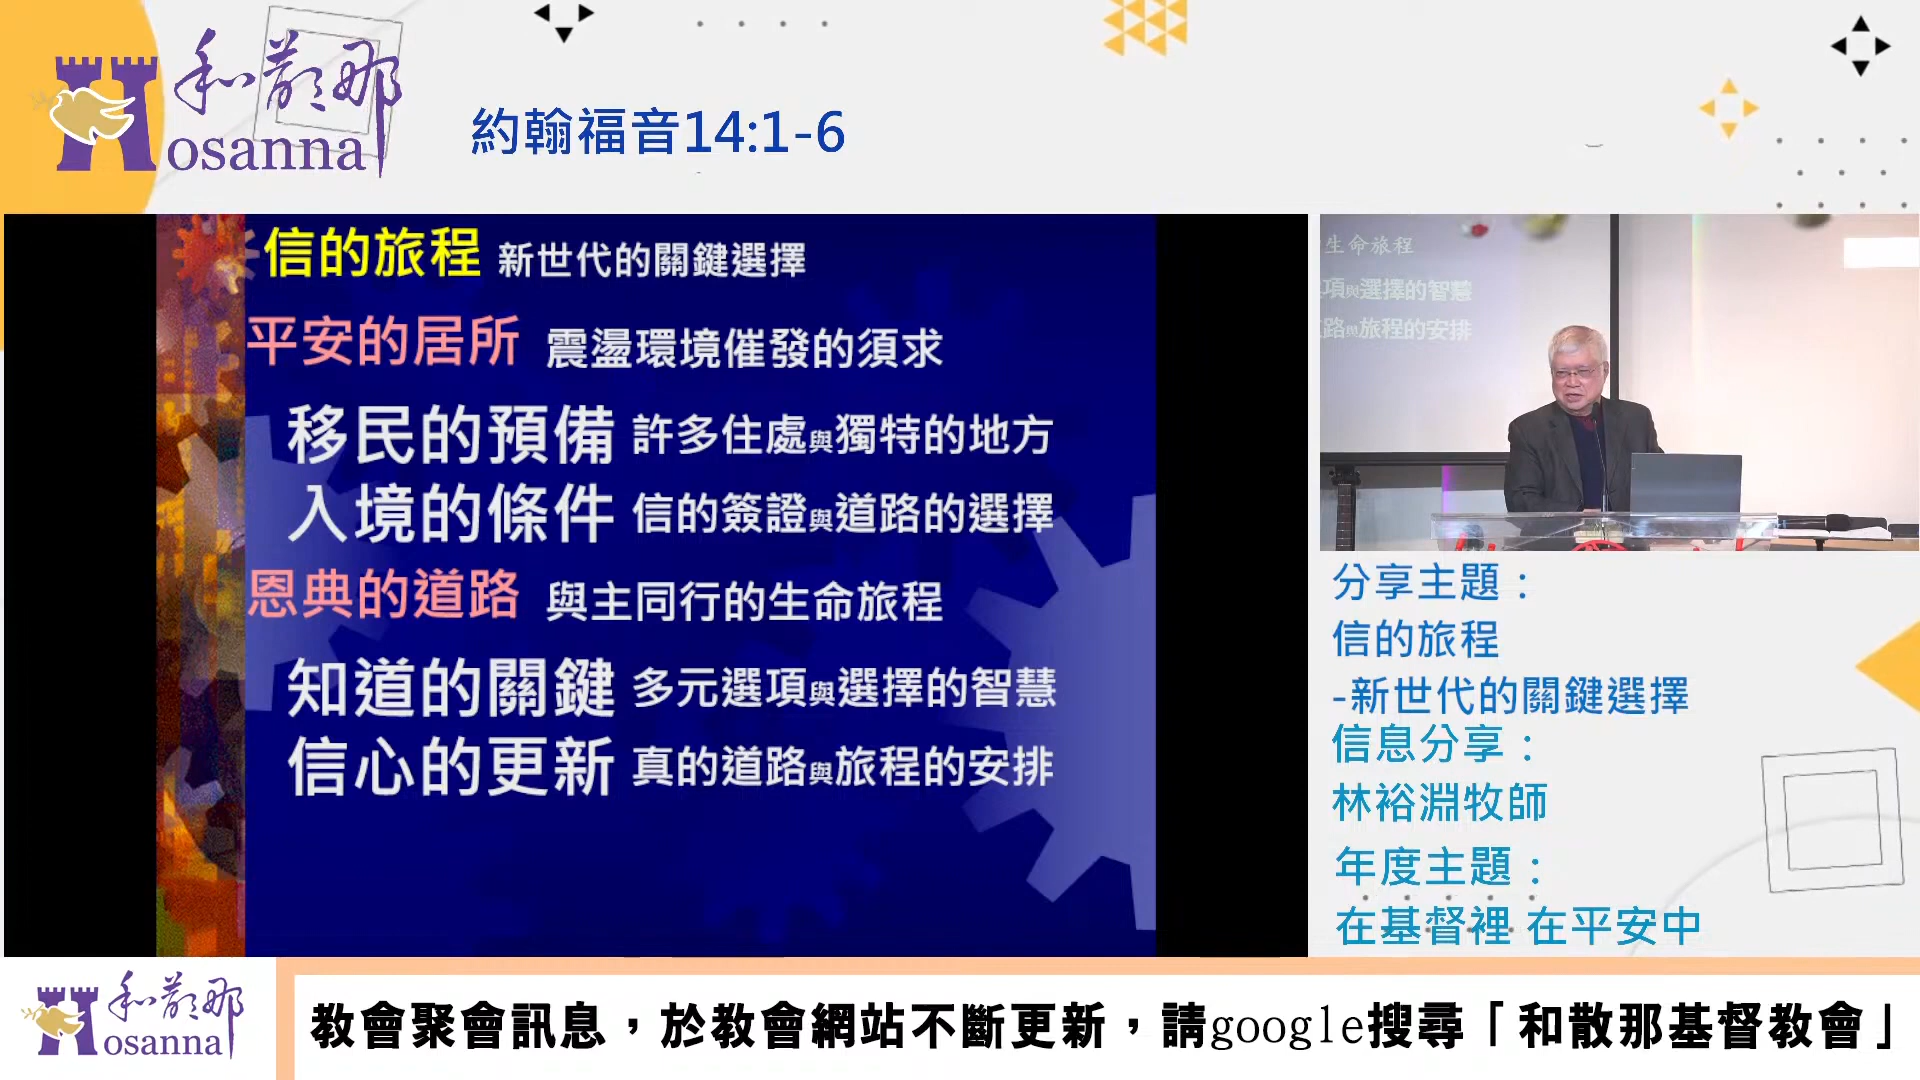 和散那
Hosanna
約翰福音14:1-6
信的旅程 新世代的關鍵選擇
平安的居所 震盪環境催發的須求
移民的預備 許多住處與獨特的地方
入境的條件 信的簽證與道路的選擇
恩典的道路 與主同行的生命旅程
知道的關鍵 多元選項與選擇的智慧
信心的更新 真的道路與旅程的安排
生命旅程
項與選擇的智慧
路與旅程的安排
分享主題：
信的旅程
-新世代的關鍵選擇
信息分享：
林裕淵牧師
年度主題：
在基督裡 在平安中
和散那
Hosanna
教會聚會訊息，於教會網站不斷更新，請google搜尋「和散那基督教會」